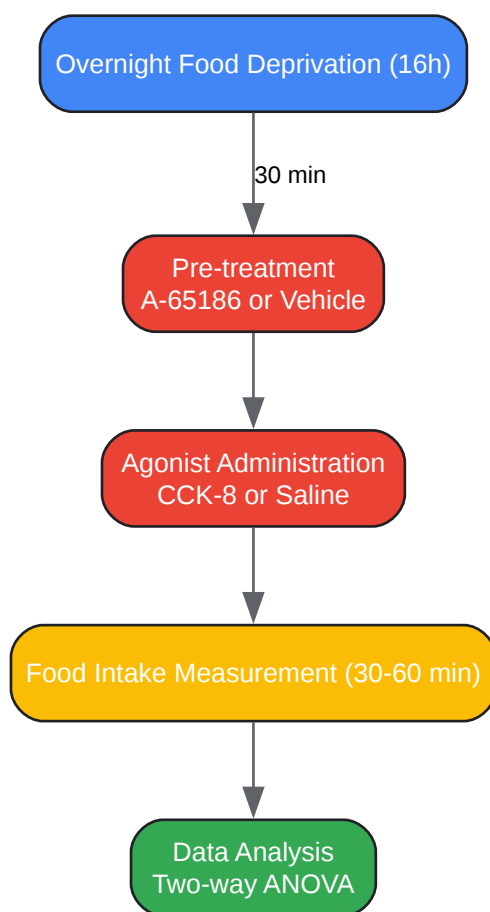 Overnight Food Deprivation (16h)
30 min
Pre-treatment
A-65186 or Vehicle
Agonist Administration
CCK-8 or Saline
Food Intake Measurement (30-60 min)
Data Analysis
Two-way ANOVA